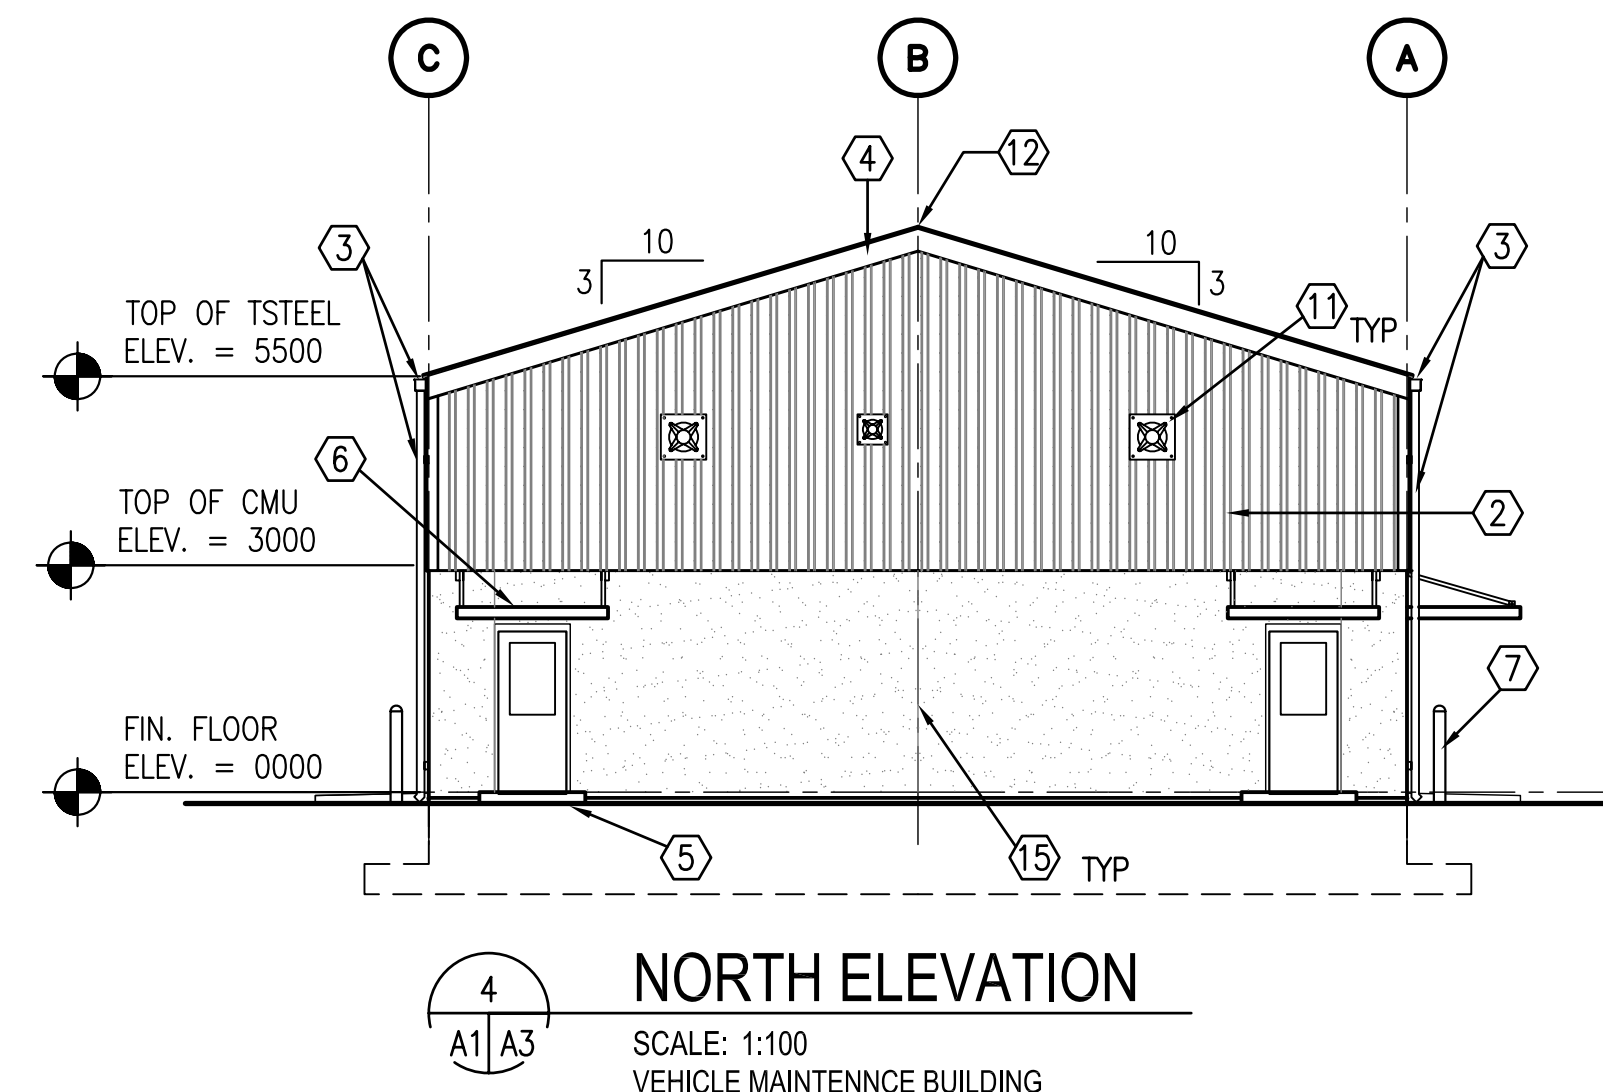 C
B
A
12
4
3
10
3
10
3
3
11 TYP
TOP OF TSTEEL
ELEV. = 5500
6
2
TOP OF CMU
ELEV. = 3000
7
FIN. FLOOR
ELEV. = 0000
5
15 TYP
4
A1 A3
NORTH ELEVATION
SCALE: 1:100
VEHICLE MAINTENNCE BUILDING